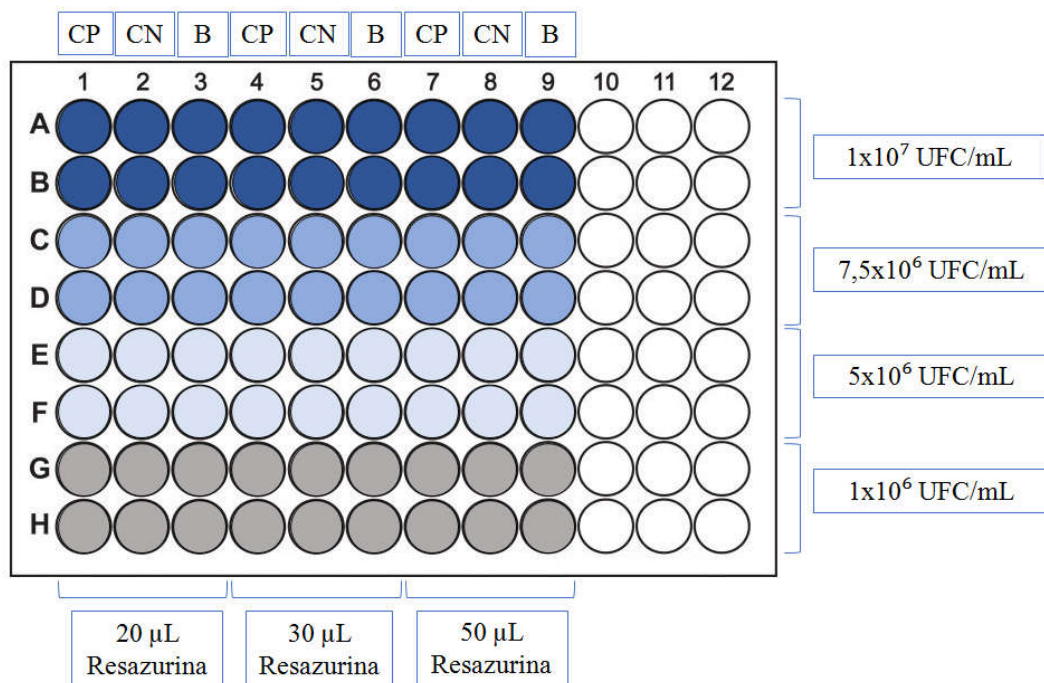 CP CN B CP CN B CP CN B
1 2 3 4 5 6 7 8 9 10 11 12
A
B
1x10⁷ UFC/mL
C
D
7,5x10⁶ UFC/mL
E
F
5x10⁶ UFC/mL
G
H
1x10⁶ UFC/mL
20 µL
Resazurina
30 µL
Resazurina
50 µL
Resazurina